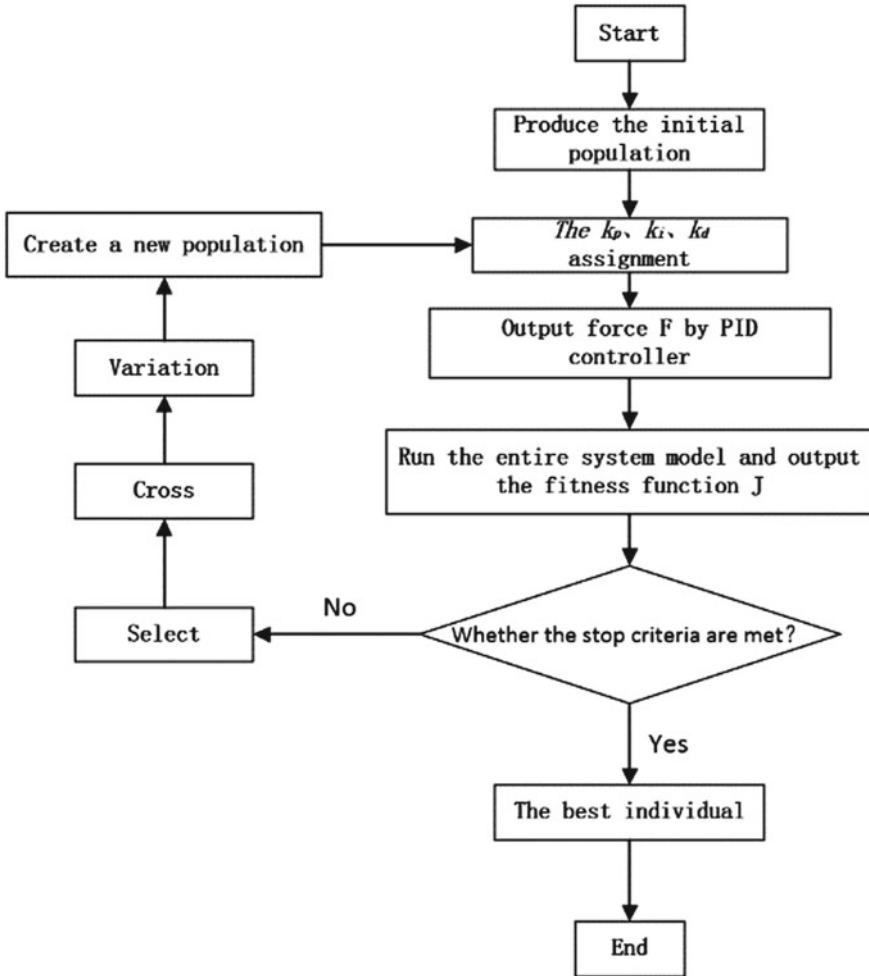 Start
Produce the initial
population
The kp、ki、kd
assignment
Create a new population
Output force F by PID
controller
Variation
Run the entire system model and output
the fitness function J
Cross
No
Select
Whether the stop criteria are met?
Yes
The best individual
End